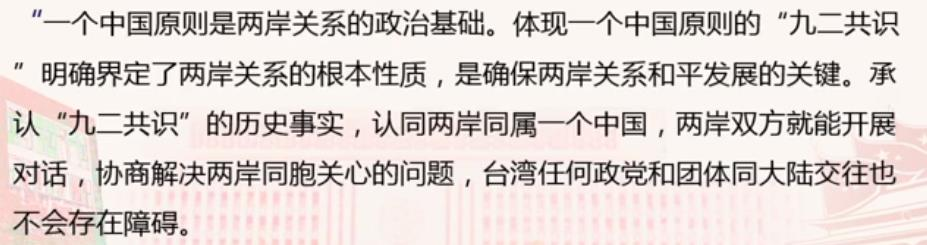 “一个中国原则是两岸关系的政治基础。体现一个中国原则的“九二共识
”明确界定了两岸关系的根本性质，是确保两岸关系和平发展的关键。承
认“九二共识”的历史事实，认同两岸同属一个中国，两岸双方就能开展
对话，协商解决两岸同胞关心的问题，台湾任何政党和团体同大陆交往也
不会存在障碍。